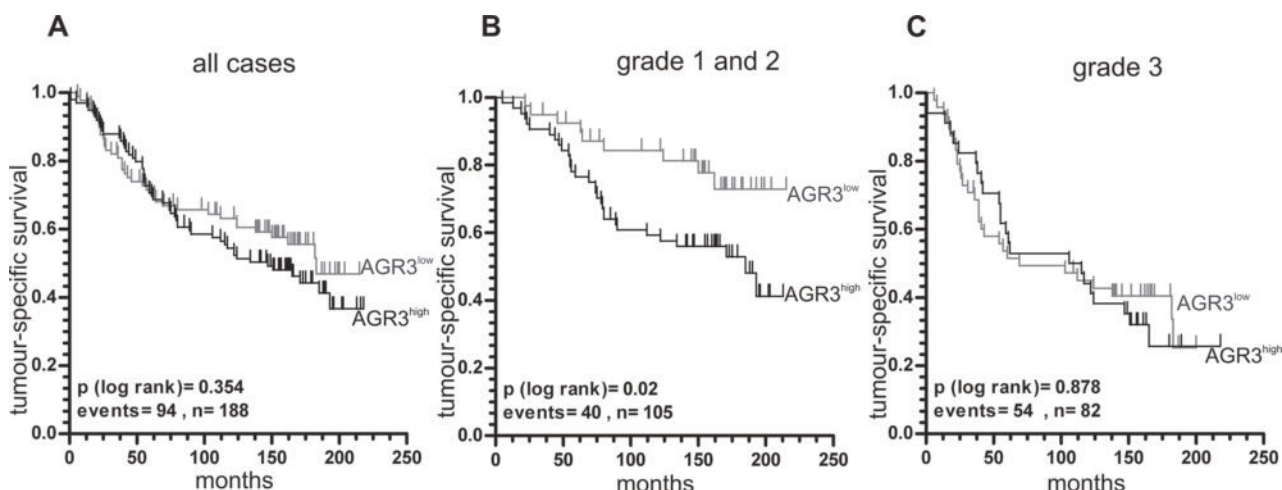 A
all cases
tumour-specific survival
1.0
0.8
0.6
0.4
0.2
0.0
AGR3low
AGR3high
p (log rank)= 0.354
events= 94 , n= 188
0 50 100 150 200 250
months
B
grade 1 and 2
tumour-specific survival
1.0
0.8
0.6
0.4
0.2
0.0
AGR3low
AGR3high
p (log rank)= 0.02
events= 40 , n= 105
0 50 100 150 200 250
months
C
grade 3
tumour-specific survival
1.0
0.8
0.6
0.4
0.2
0.0
AGR3low
AGR3high
p (log rank)= 0.878
events= 54 , n= 82
0 50 100 150 200 250
months